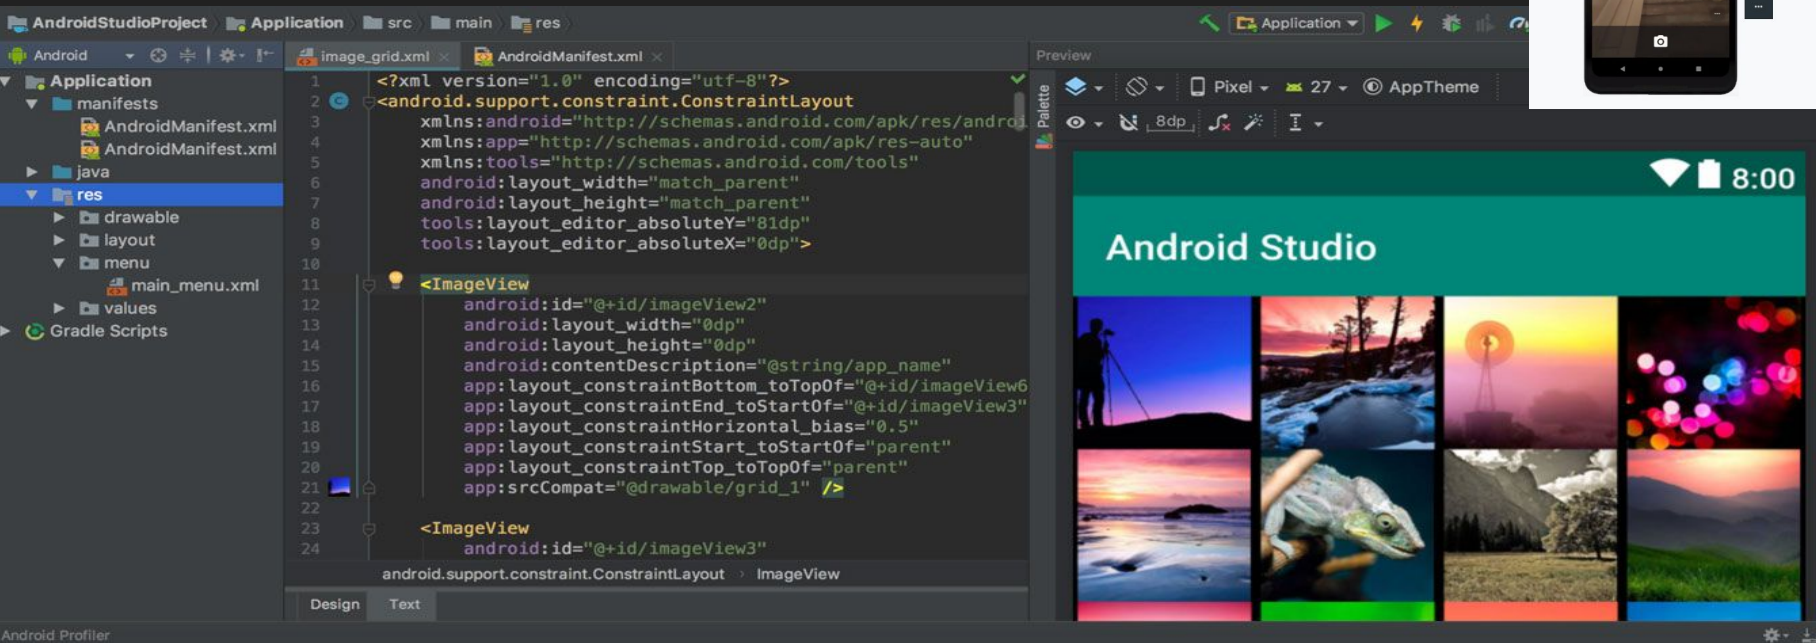 AndroidStudioProject Application src main res
Application
Android
image_grid.xml
AndroidManifest.xml
Application
manifests
AndroidManifest.xml
AndroidManifest.xml
java
res
drawable
layout
menu
main_menu.xml
values
Gradle Scripts
1 <?xml version="1.0" encoding="utf-8"?>
2 <android.support.constraint.ConstraintLayout
3 xmlns:android="http://schemas.android.com/apk/res/androi
4 xmlns:app="http://schemas.android.com/apk/res-auto"
5 xmlns:tools="http://schemas.android.com/tools"
6 android:layout_width="match_parent"
7 android:layout_height="match_parent"
8 tools:layout_editor_absoluteY="81dp"
9 tools:layout_editor_absoluteX="0dp">
10
11 <ImageView
12 android:id="@+id/imageView2"
13 android:layout_width="0dp"
14 android:layout_height="0dp"
15 android:contentDescription="@string/app_name"
16 app:layout_constraintBottom_toTopOf="@+id/imageView6
17 app:layout_constraintEnd_toStartOf="@+id/imageView3"
18 app:layout_constraintHorizontal_bias="0.5"
19 app:layout_constraintStart_toStartOf="parent"
20 app:layout_constraintTop_toTopOf="parent"
21 app:srcCompat="@drawable/grid_1" />
22
23 <ImageView
24 android:id="@+id/imageView3"
android.support.constraint.ConstraintLayout › ImageView
Design Text
Preview
Palette
Pixel 27 AppTheme
8dp
8:00
Android Studio
Android Profiler